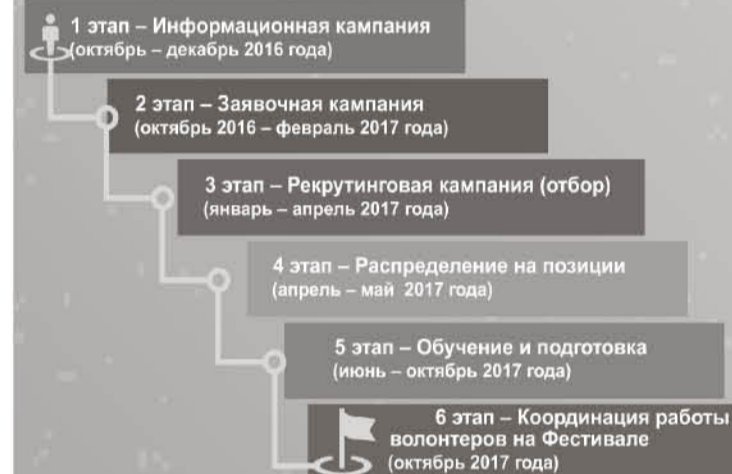 1 этап – Информационная кампания
(октябрь – декабрь 2016 года)
2 этап – Заявочная кампания
(октябрь 2016 – февраль 2017 года)
3 этап – Рекрутинговая кампания (отбор)
(январь – апрель 2017 года)
4 этап – Распределение на позиции
(апрель – май 2017 года)
5 этап – Обучение и подготовка
(июнь – октябрь 2017 года)
6 этап – Координация работы
волонтеров на Фестивале
(октябрь 2017 года)